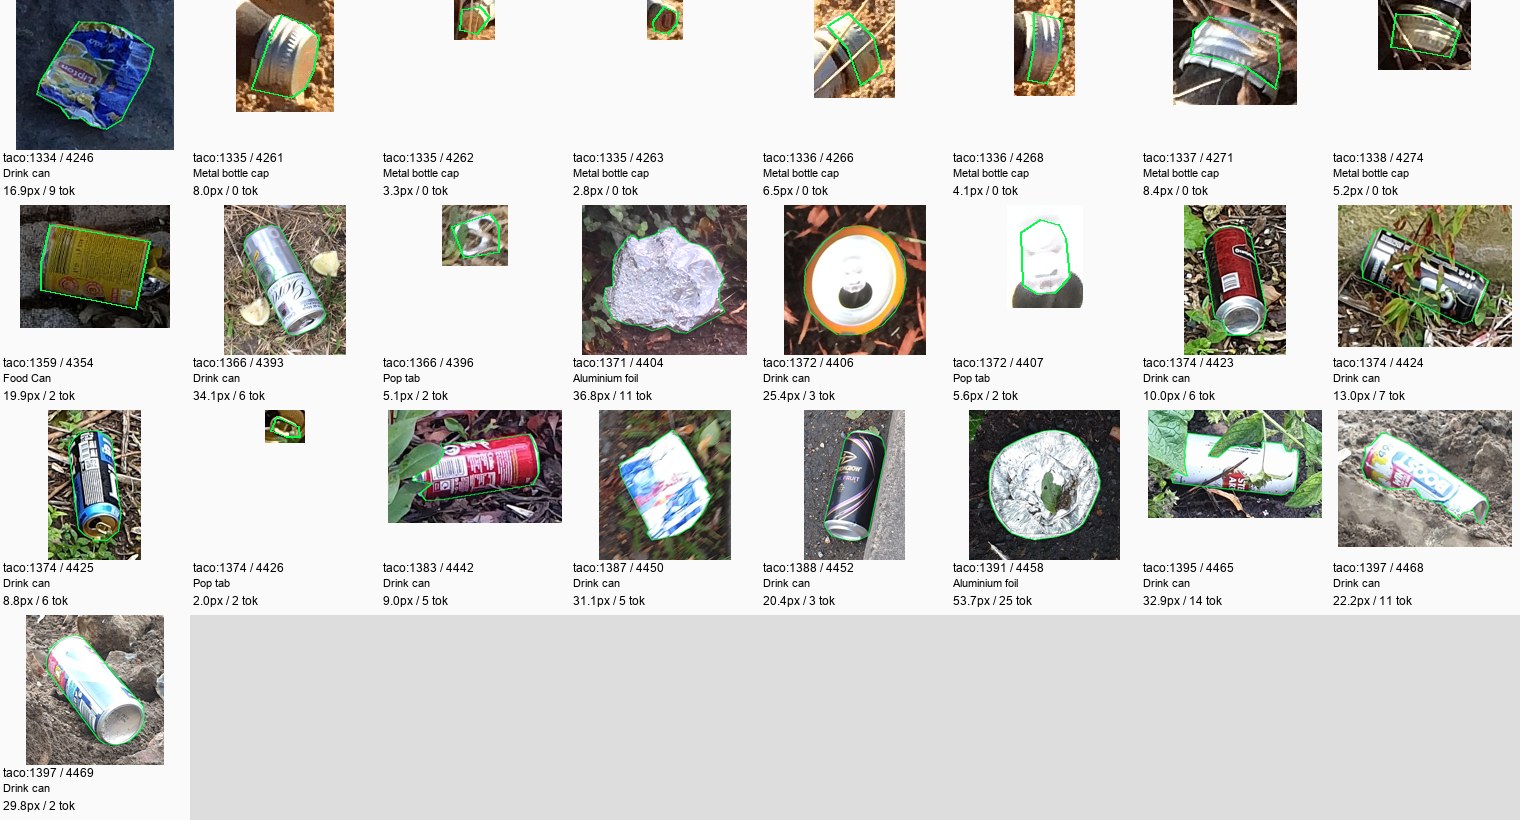 Lipton
taco:1334 / 4246
Drink can
16.9px / 9 tok
taco:1335 / 4261
Metal bottle cap
8.0px / 0 tok
taco:1335 / 4262
Metal bottle cap
3.3px / 0 tok
taco:1335 / 4263
Metal bottle cap
2.8px / 0 tok
taco:1336 / 4266
Metal bottle cap
6.5px / 0 tok
taco:1336 / 4268
Metal bottle cap
4.1px / 0 tok
taco:1337 / 4271
Metal bottle cap
8.4px / 0 tok
taco:1338 / 4274
Metal bottle cap
5.2px / 0 tok
taco:1359 / 4354
Food Can
19.9px / 2 tok
taco:1366 / 4393
Drink can
34.1px / 6 tok
taco:1366 / 4396
Pop tab
5.1px / 2 tok
taco:1371 / 4404
Aluminium foil
36.8px / 11 tok
taco:1372 / 4406
Drink can
25.4px / 3 tok
taco:1372 / 4407
Pop tab
5.6px / 2 tok
taco:1374 / 4423
Drink can
10.0px / 6 tok
taco:1374 / 4424
Drink can
13.0px / 7 tok
FRUIT
taco:1374 / 4425
Drink can
8.8px / 6 tok
taco:1374 / 4426
Pop tab
2.0px / 2 tok
taco:1383 / 4442
Drink can
9.0px / 5 tok
taco:1387 / 4450
Drink can
31.1px / 5 tok
taco:1388 / 4452
Drink can
20.4px / 3 tok
taco:1391 / 4458
Aluminium foil
53.7px / 25 tok
taco:1395 / 4465
Drink can
32.9px / 14 tok
taco:1397 / 4468
Drink can
22.2px / 11 tok
taco:1397 / 4469
Drink can
29.8px / 2 tok